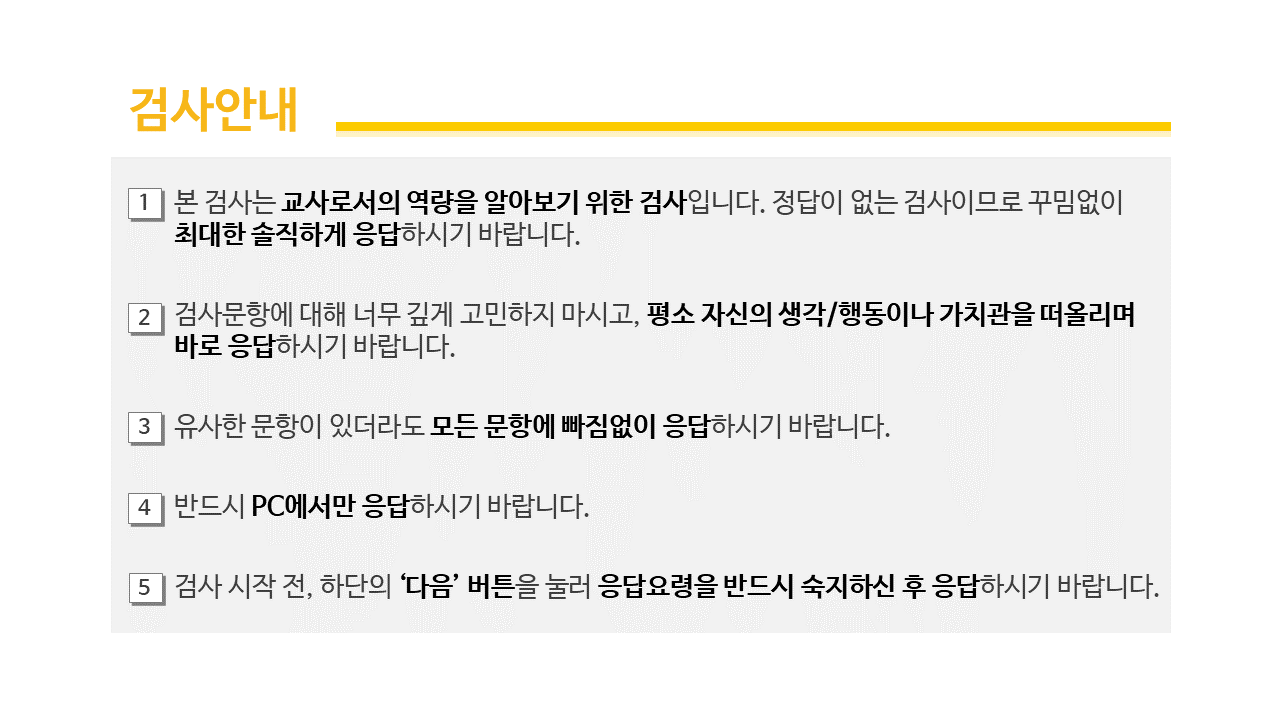 검사안내
1 본 검사는 교사로서의 역량을 알아보기 위한 검사입니다. 정답이 없는 검사이므로 꾸밈없이
최대한 솔직하게 응답하시기 바랍니다.
2 검사문항에 대해 너무 깊게 고민하지 마시고, 평소 자신의 생각/행동이나 가치관을 떠올리며
바로 응답하시기 바랍니다.
3 유사한 문항이 있더라도 모든 문항에 빠짐없이 응답하시기 바랍니다.
4 반드시 PC에서만 응답하시기 바랍니다.
5 검사 시작 전, 하단의 ‘다음’ 버튼을 눌러 응답요령을 반드시 숙지하신 후 응답하시기 바랍니다.